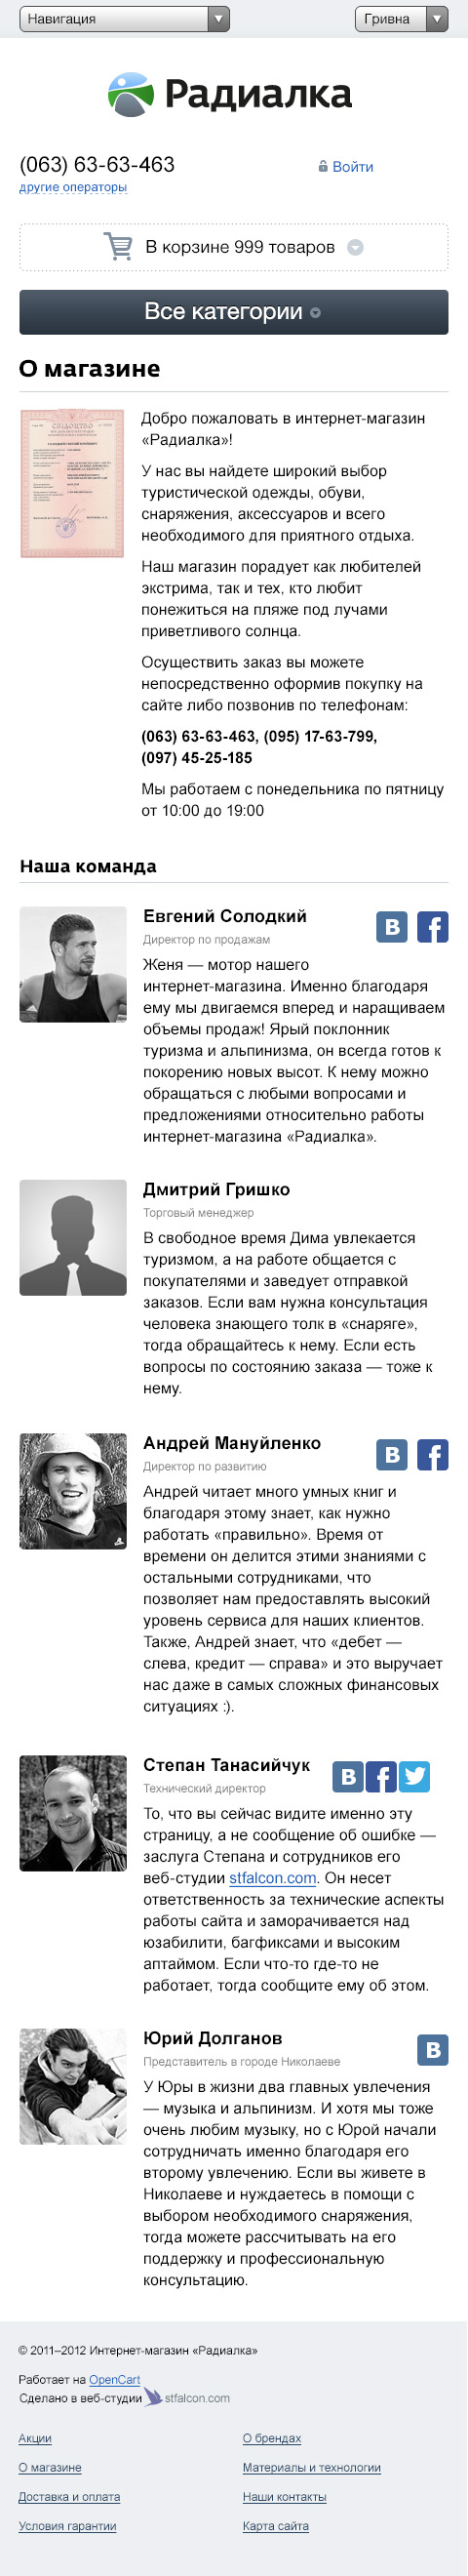 Навигация
Гривна
Радиалка
(063) 63-63-463
Войти
другие операторы
В корзине 999 товаров
Все категории
О магазине
СВІДОЦТВО
Добро пожаловать в интернет-магазин
«Радиалка»!
У нас вы найдете широкий выбор
туристической одежды, обуви,
снаряжения, аксессуаров и всего
необходимого для приятного отдыха.
Наш магазин порадует как любителей
экстрима, так и тех, кто любит
понежиться на пляже под лучами
приветливого солнца.
Осуществить заказ вы можете
непосредственно оформив покупку на
сайте либо позвонив по телефонам:
(063) 63-63-463, (095) 17-63-799,
(097) 45-25-185
Мы работаем с понедельника по пятницу
от 10:00 до 19:00
Наша команда
Евгений Солодкий
Директор по продажам
Женя — мотор нашего
интернет-магазина. Именно благодаря
ему мы двигаемся вперед и наращиваем
объемы продаж! Ярый поклонник
туризма и альпинизма, он всегда готов к
покорению новых высот. К нему можно
обращаться с любыми вопросами и
предложениями относительно работы
интернет-магазина «Радиалка».
Дмитрий Гришко
Торговый менеджер
В свободное время Дима увлекается
туризмом, а на работе общается с
покупателями и заведует отправкой
заказов. Если вам нужна консультация
человека знающего толк в «снаряге»,
тогда обращайтесь к нему. Если есть
вопросы по состоянию заказа — тоже к
нему.
Андрей Мануйленко
Директор по развитию
Андрей читает много умных книг и
благодаря этому знает, как нужно
работать «правильно». Время от
времени он делится этими знаниями с
остальными сотрудниками, что
позволяет нам предоставлять высокий
уровень сервиса для наших клиентов.
Также, Андрей знает, что «дебет —
слева, кредит — справа» и это выручает
нас даже в самых сложных финансовых
ситуациях :).
Степан Танасийчук
Технический директор
То, что вы сейчас видите именно эту
страницу, а не сообщение об ошибке —
заслуга Степана и сотрудников его
веб-студии stfalcon.com. Он несет
ответственность за технические аспекты
работы сайта и заморачивается над
юзабилити, багфиксами и высоким
аптаймом. Если что-то где-то не
работает, тогда сообщите ему об этом.
Юрий Долганов
Представитель в городе Николаеве
У Юры в жизни два главных увлечения
— музыка и альпинизм. И хотя мы тоже
очень любим музыку, но с Юрой начали
сотрудничать именно благодаря его
второму увлечению. Если вы живете в
Николаеве и нуждаетесь в помощи с
выбором необходимого снаряжения,
тогда можете рассчитывать на его
поддержку и профессиональную
консультацию.
© 2011–2012 Интернет-магазин «Радиалка»
Работает на OpenCart
Сделано в веб-студии stfalcon.com
Акции
О брендах
О магазине
Материалы и технологии
Доставка и оплата
Наши контакты
Условия гарантии
Карта сайта